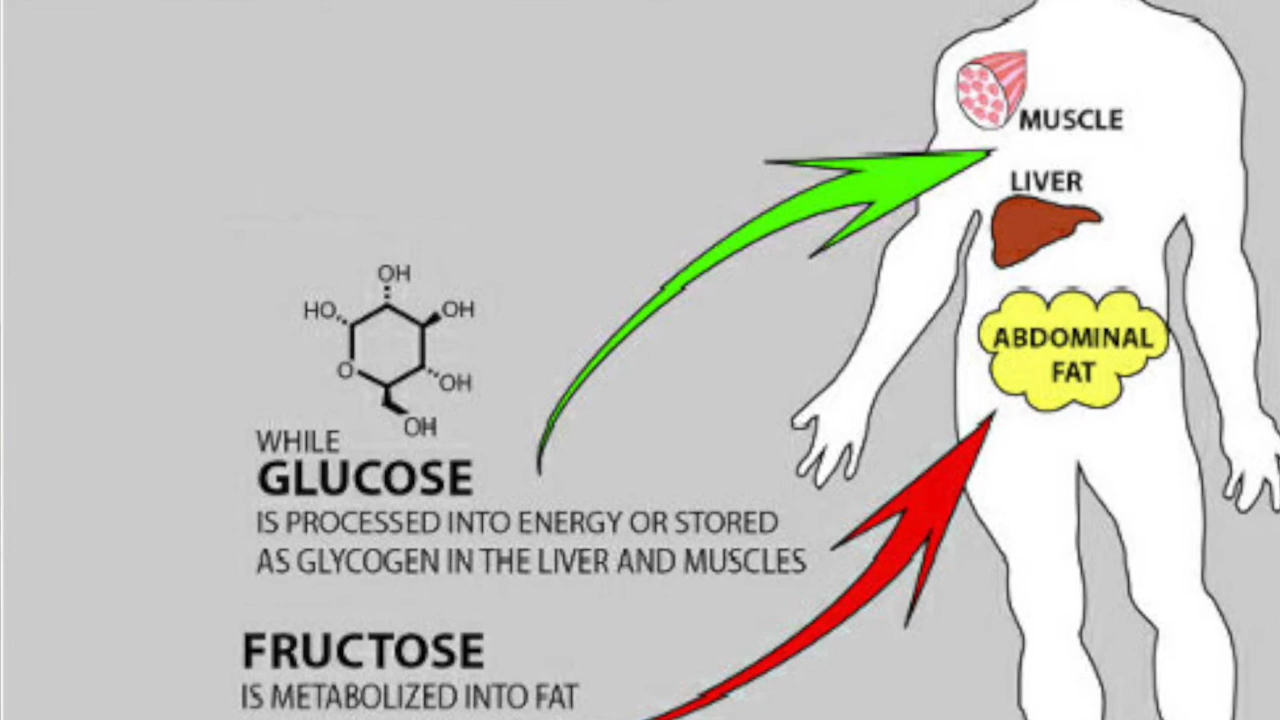 MUSCLE
LIVER
ABDOMINAL
FAT
OH
HO
OH
O
OH
OH
WHILE
GLUCOSE
IS PROCESSED INTO ENERGY OR STORED
AS GLYCOGEN IN THE LIVER AND MUSCLES
FRUCTOSE
IS METABOLIZED INTO FAT